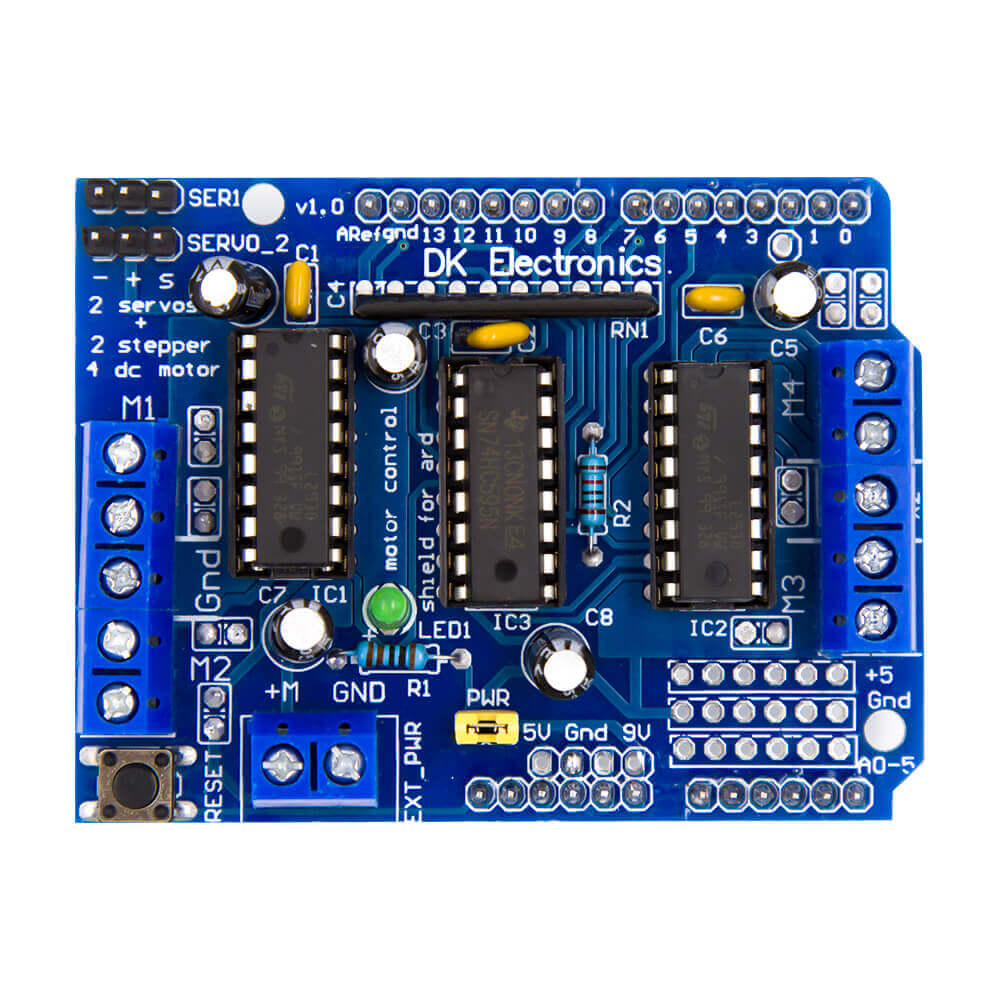 SER1
v1.0
ARef gnd 13 12 11 10 9 8 7 6 5 4 3 1 0
SERVO_2
- + S
2 servos
+
2 stepper
4 dc motor
C1
DK Electronics
C4
C3
RN1
C6
C5
M1
M4
motor control
shield for ard
SN74HC595N
R2
Gnd
M3
C7
IC1
IC3
C8
IC2
+
LED1
M2
+M
GND
R1
PWR
+5
Gnd
5V Gnd 9V
EXT_PWR
RESET
A0-5